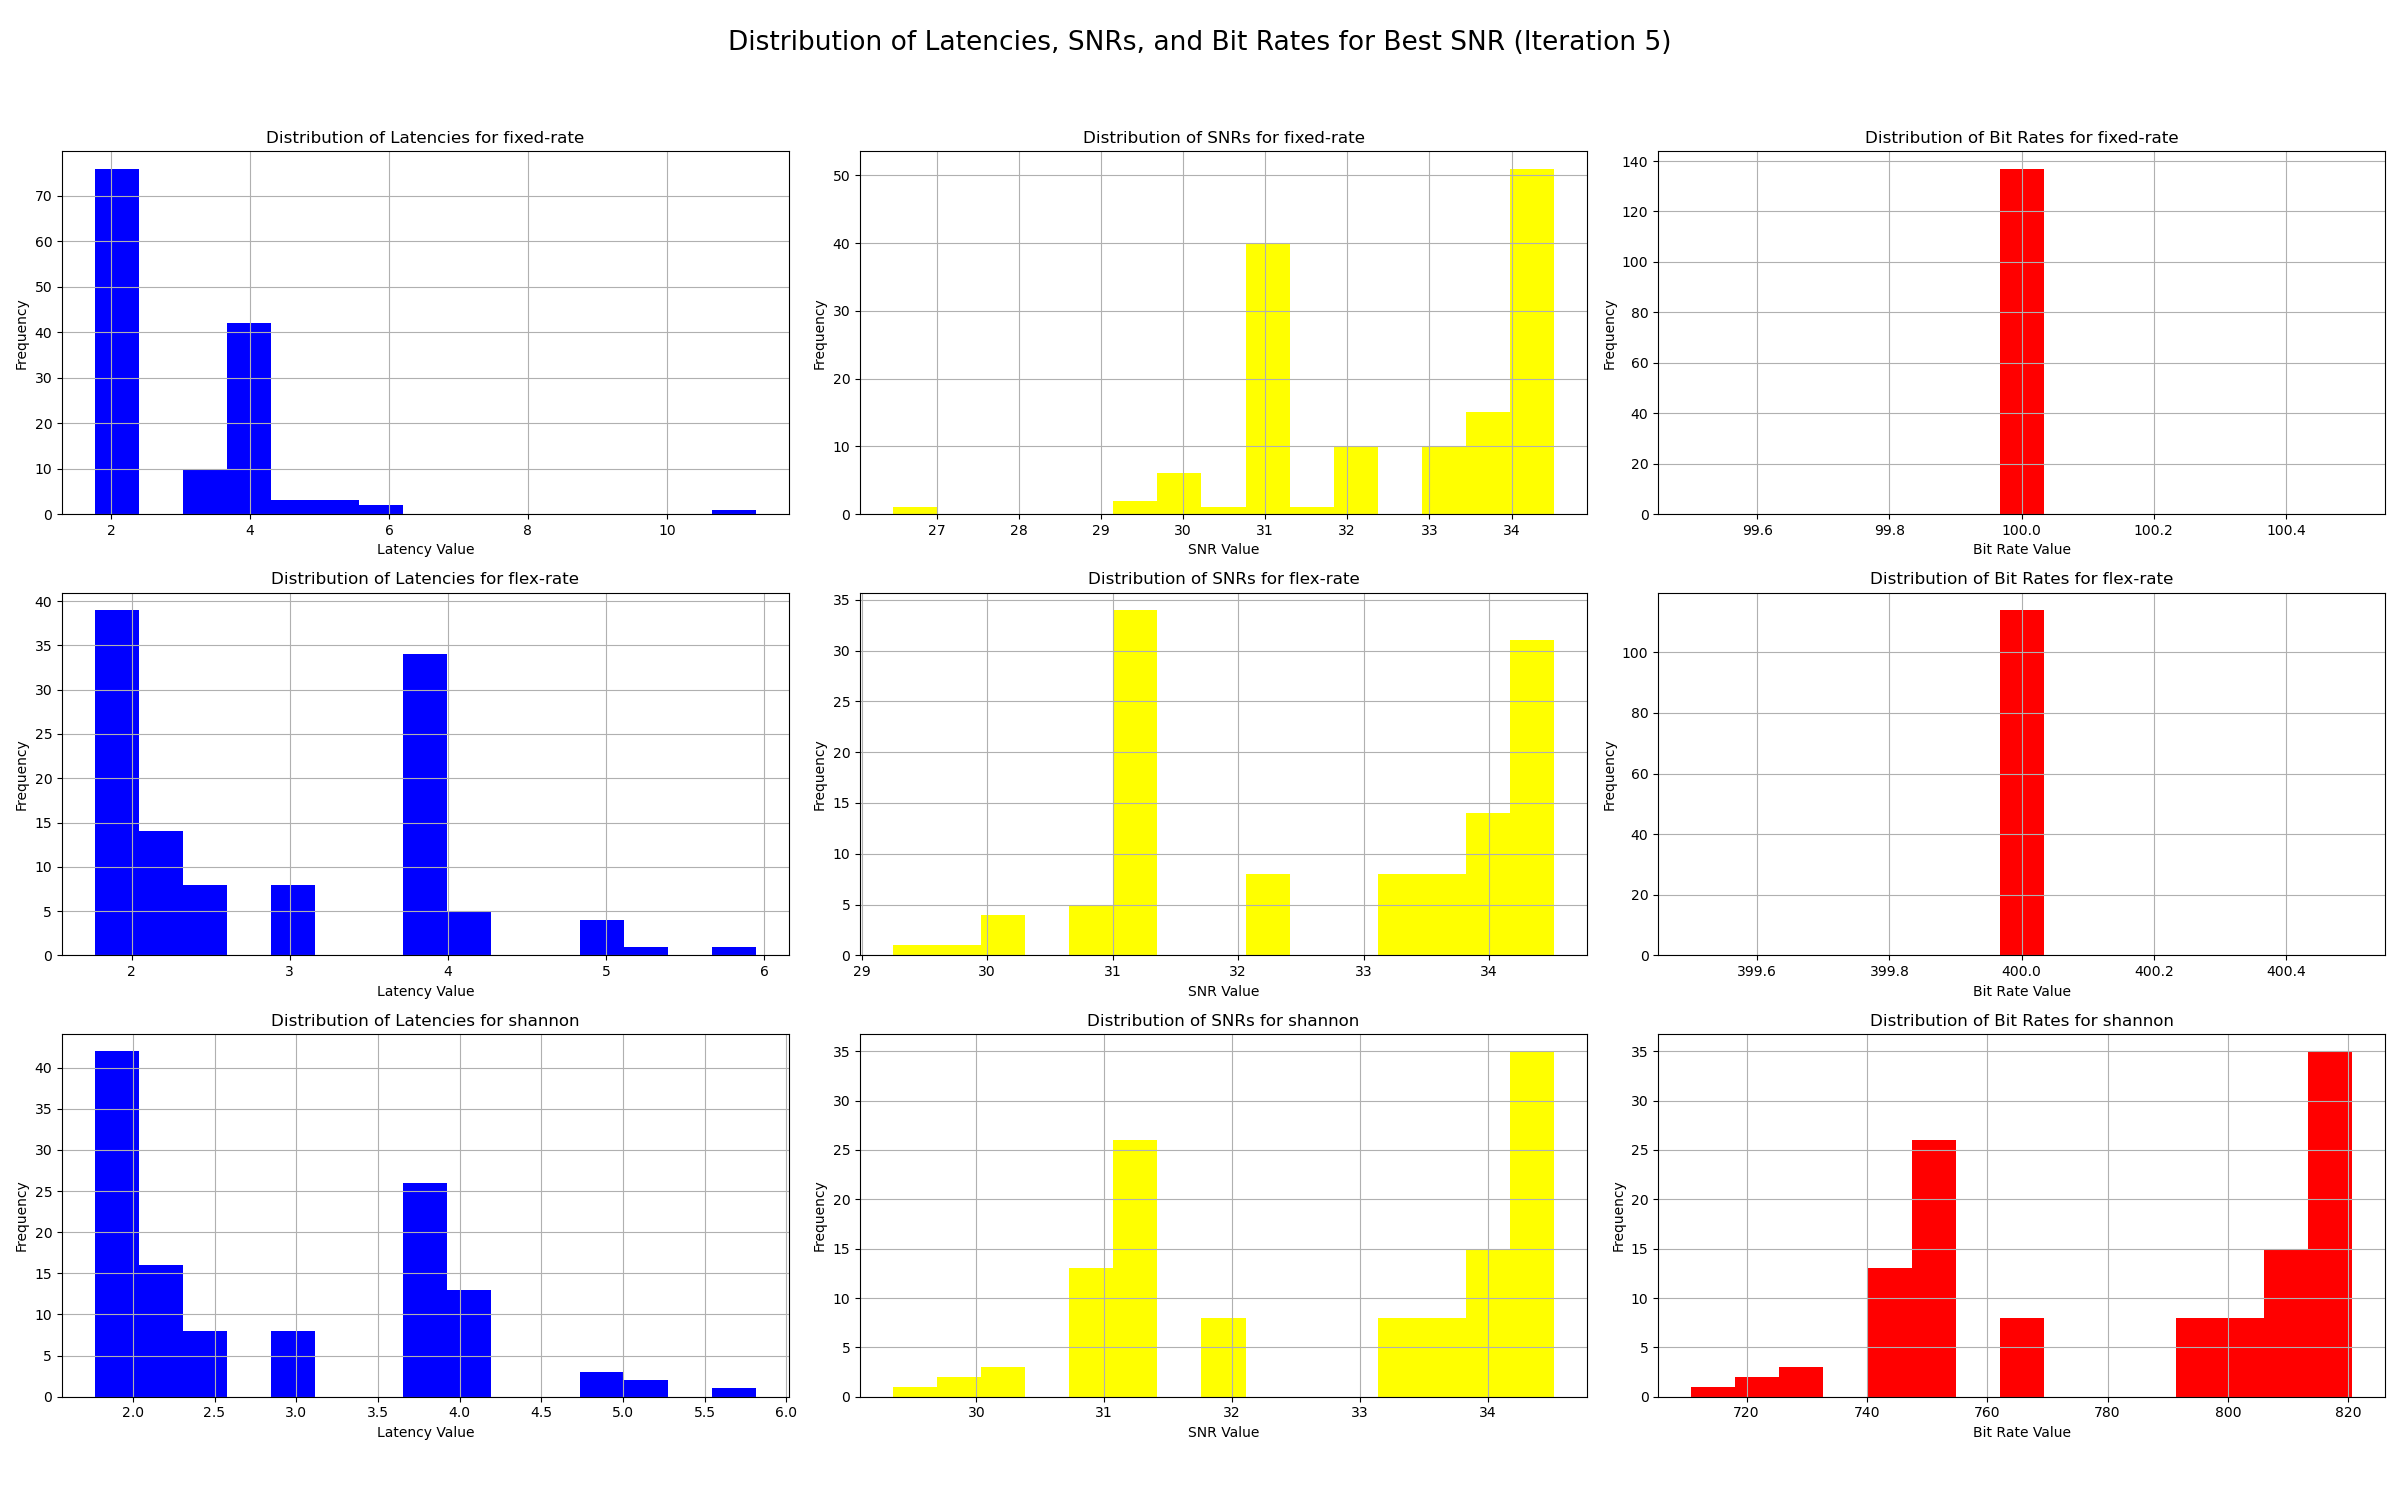 Distribution of Latencies, SNRs, and Bit Rates for Best SNR (Iteration 5)
Distribution of Latencies for fixed-rate
Frequency
70
60
50
40
30
20
10
0
2 4 6 8 10
Latency Value
Distribution of SNRs for fixed-rate
Frequency
50
40
30
20
10
0
27 28 29 30 31 32 33 34
SNR Value
Distribution of Bit Rates for fixed-rate
Frequency
140
120
100
80
60
40
20
0
99.6 99.8 100.0 100.2 100.4
Bit Rate Value
Distribution of Latencies for flex-rate
Frequency
40
35
30
25
20
15
10
5
0
2 3 4 5 6
Latency Value
Distribution of SNRs for flex-rate
Frequency
35
30
25
20
15
10
5
0
29 30 31 32 33 34
SNR Value
Distribution of Bit Rates for flex-rate
Frequency
100
80
60
40
20
0
399.6 399.8 400.0 400.2 400.4
Bit Rate Value
Distribution of Latencies for shannon
Frequency
40
35
30
25
20
15
10
5
0
2.0 2.5 3.0 3.5 4.0 4.5 5.0 5.5 6.0
Latency Value
Distribution of SNRs for shannon
Frequency
35
30
25
20
15
10
5
0
30 31 32 33 34
SNR Value
Distribution of Bit Rates for shannon
Frequency
35
30
25
20
15
10
5
0
720 740 760 780 800 820
Bit Rate Value